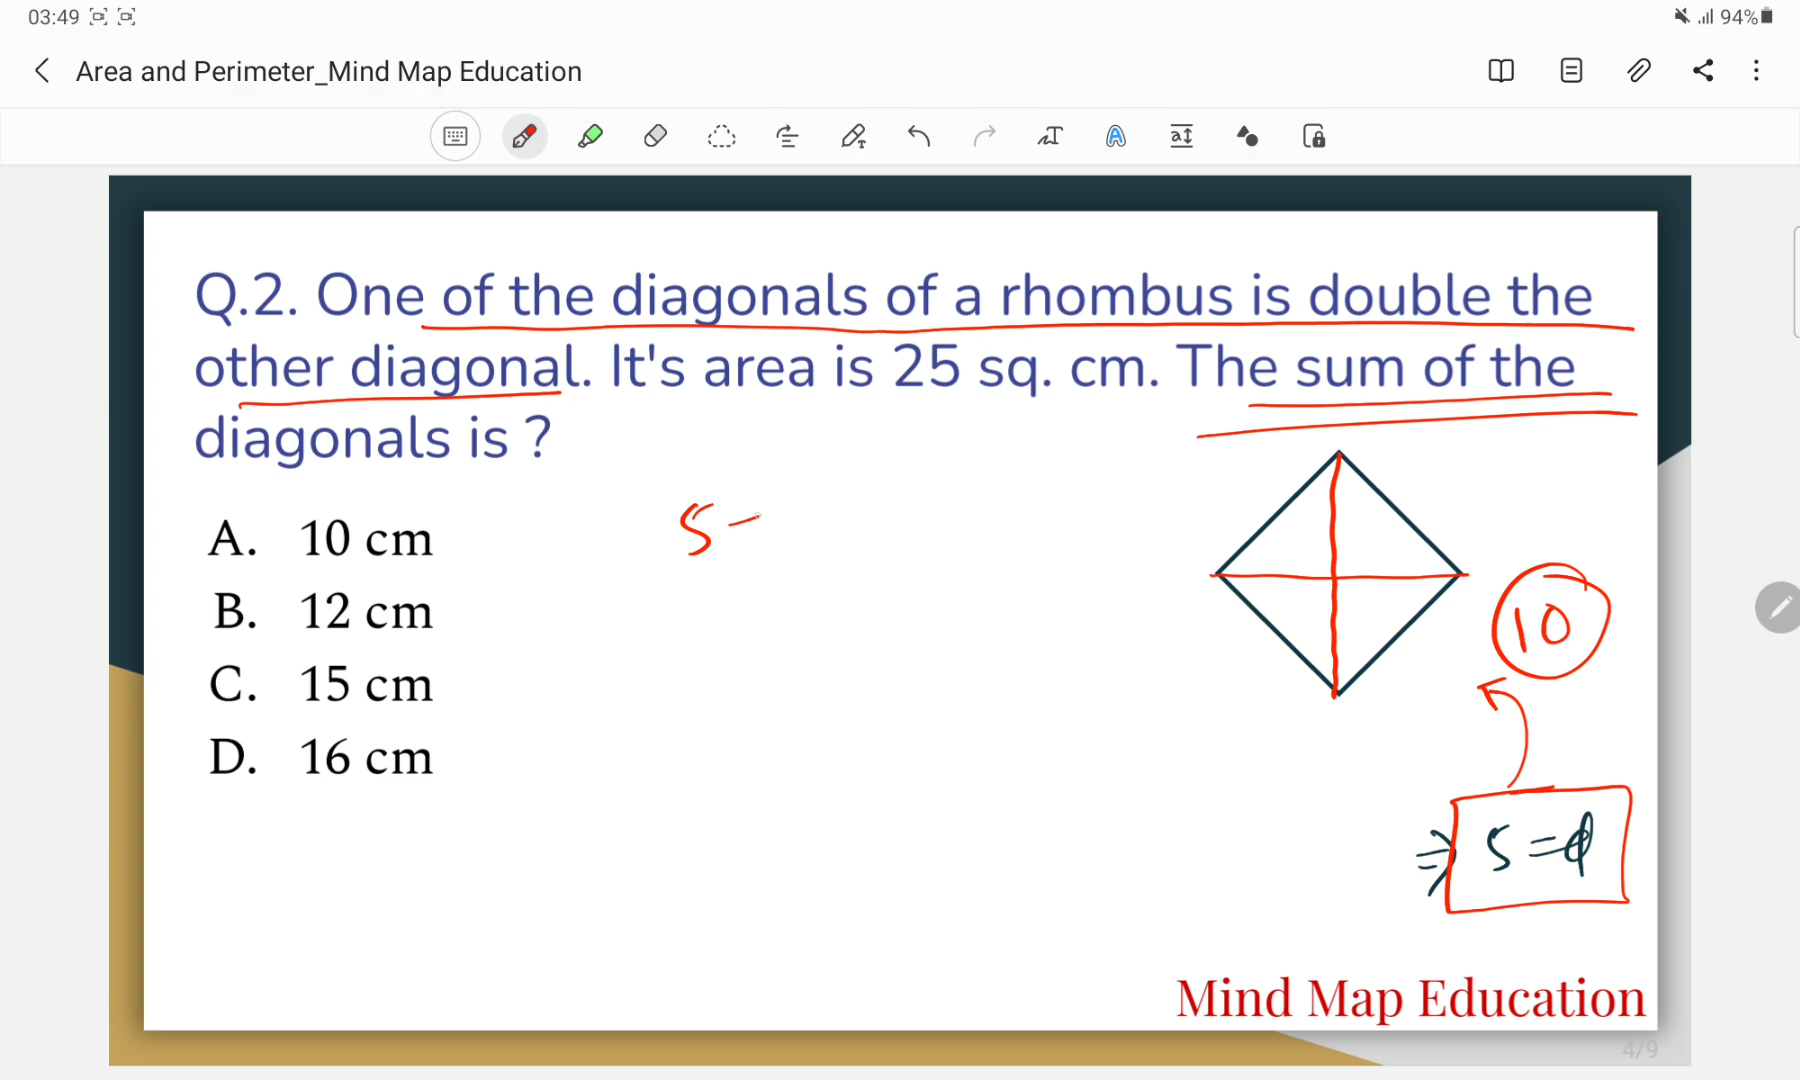 03:49
94%
Area and Perimeter_Mind Map Education
Q.2. One of the diagonals of a rhombus is double the
other diagonal. It's area is 25 sq. cm. The sum of the
diagonals is ?
A. 10 cm
B. 12 cm
C. 15 cm
D. 16 cm
5 -
10
⇒ 5 = d
Mind Map Education
4/9